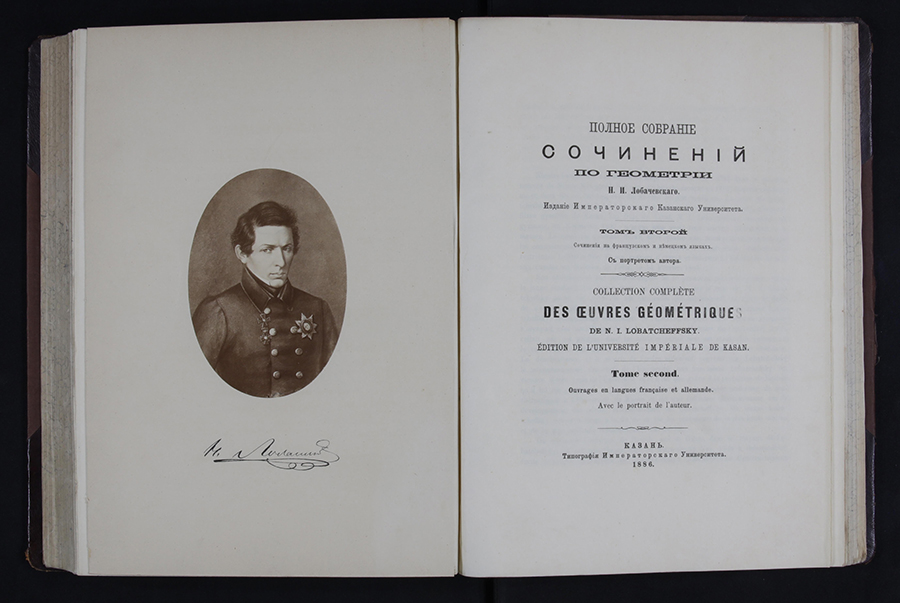 ПОЛНОЕ СОБРАНІЕ
СОЧИНЕНІЙ
ПО ГЕОМЕТРІИ
Н. И. Лобачевскаго.
Изданіе Императорскаго Казанскаго Университета.
ТОМЪ ВТОРОЙ
Сочиненія на французскомъ и нѣмецкомъ языкахъ.
Съ портретомъ автора.
COLLECTION COMPLÈTE
DES ŒUVRES GÉOMÉTRIQUES
DE N. I. LOBATCHEFFSKY.
ÉDITION DE L'UNIVERSITÉ IMPÉRIALE DE KASAN.
Tome second.
Ouvrages en langues française et allemande.
Avec le portrait de l'auteur.
КАЗАНЬ.
Типографія Императорскаго Университета.
1886.